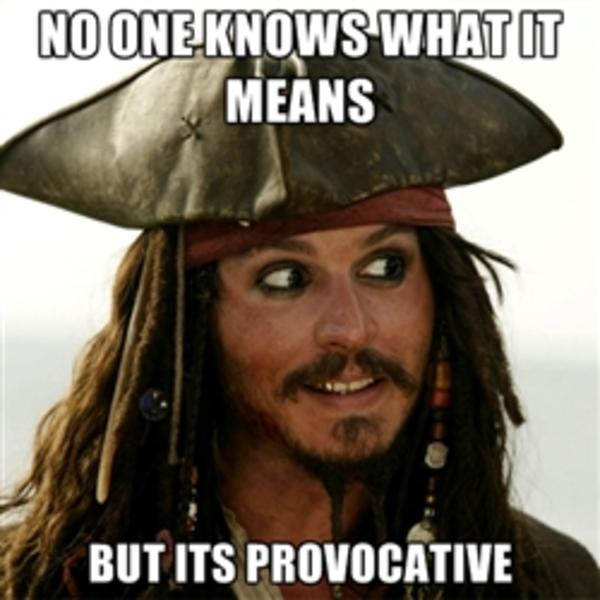 NO ONE KNOWS WHAT IT
MEANS
BUT ITS PROVOCATIVE